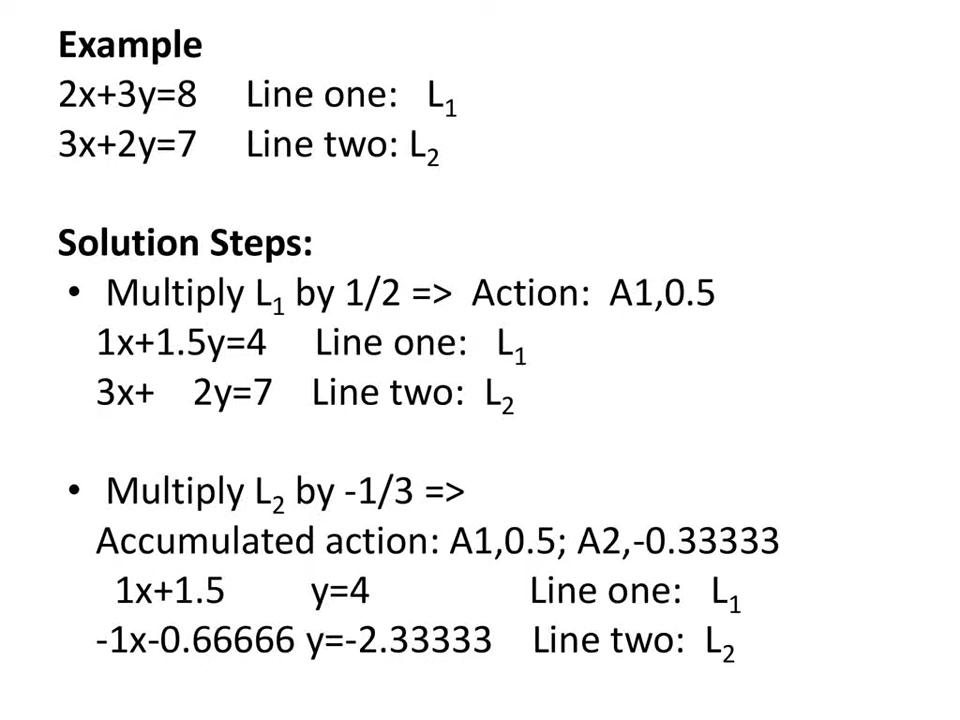 Example
2x+3y=8 Line one: L₁
3x+2y=7 Line two: L₂
Solution Steps:
• Multiply L₁ by 1/2 => Action: A1,0.5
1x+1.5y=4 Line one: L₁
3x+ 2y=7 Line two: L₂
• Multiply L₂ by -1/3 =>
Accumulated action: A1,0.5; A2,-0.33333
1x+1.5 y=4 Line one: L₁
-1x-0.66666 y=-2.33333 Line two: L₂